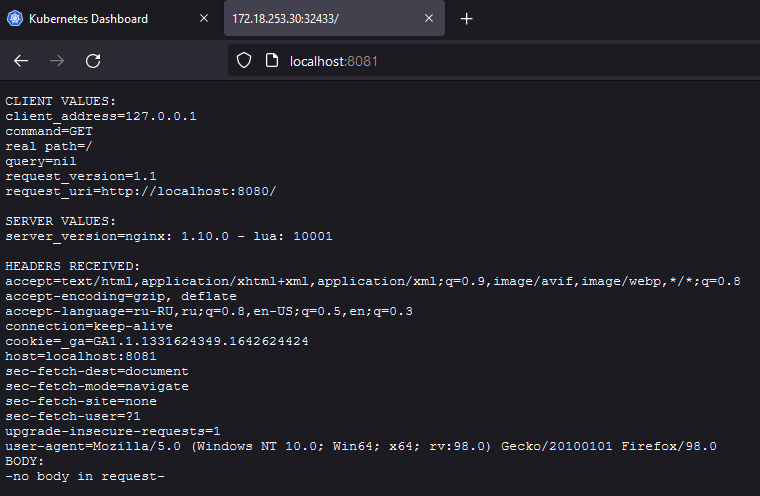 Kubernetes Dashboard
172.18.253.30:32433/
localhost:8081
CLIENT VALUES:
client_address=127.0.0.1
command=GET
real path=/
query=nil
request_version=1.1
request_uri=http://localhost:8080/
SERVER VALUES:
server_version=nginx: 1.10.0 - lua: 10001
HEADERS RECEIVED:
accept=text/html,application/xhtml+xml,application/xml;q=0.9,image/avif,image/webp,*/*;q=0.8
accept-encoding=gzip, deflate
accept-language=ru-RU,ru;q=0.8,en-US;q=0.5,en;q=0.3
connection=keep-alive
cookie=_ga=GA1.1.1331624349.1642624424
host=localhost:8081
sec-fetch-dest=document
sec-fetch-mode=navigate
sec-fetch-site=none
sec-fetch-user=?1
upgrade-insecure-requests=1
user-agent=Mozilla/5.0 (Windows NT 10.0; Win64; x64; rv:98.0) Gecko/20100101 Firefox/98.0
BODY:
-no body in request-